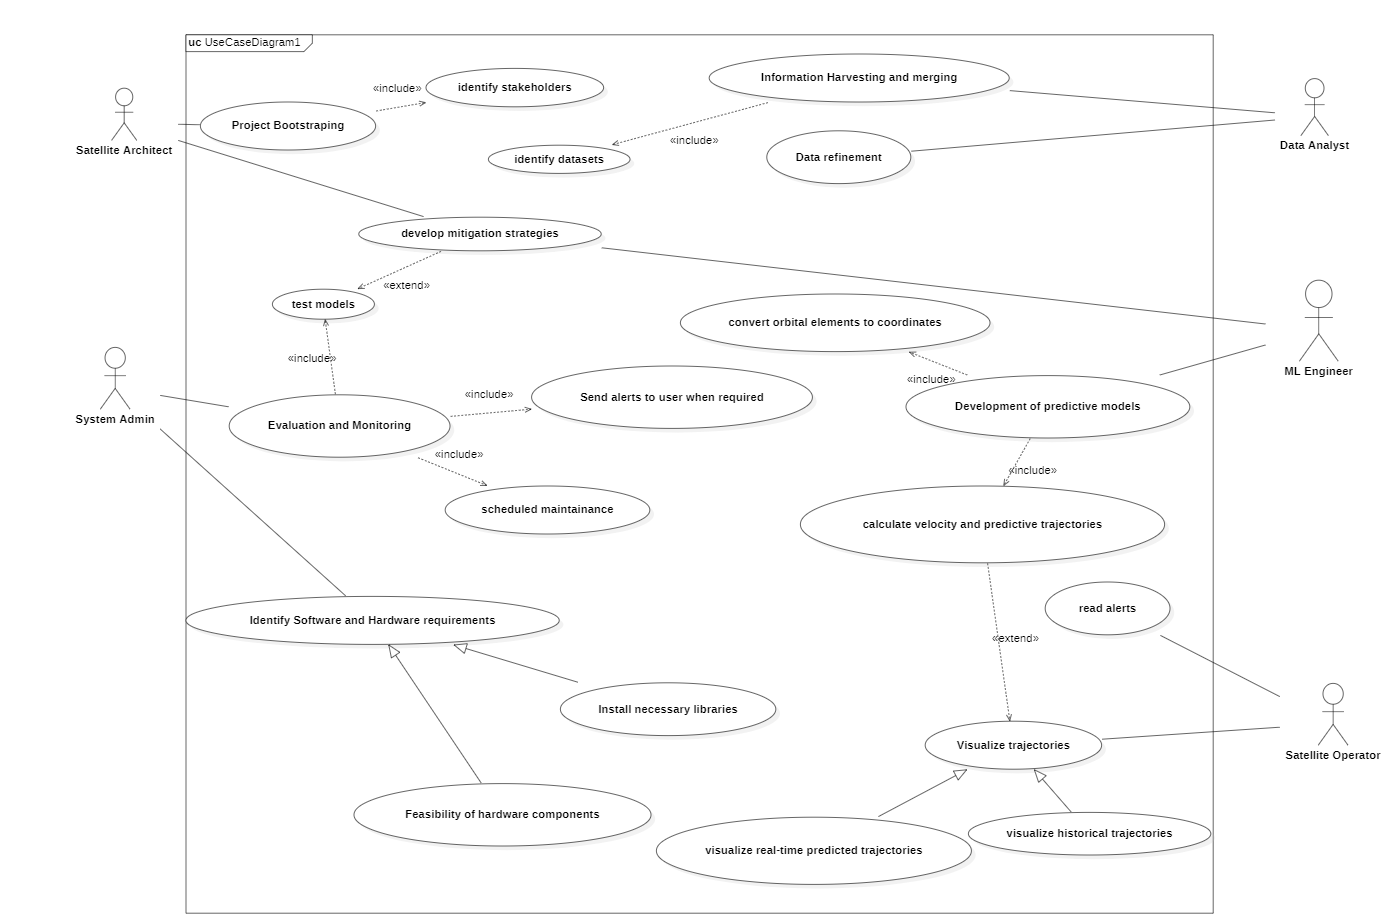 uc UseCaseDiagram1
Information Harvesting and merging
«include»
identify stakeholders
Project Bootstraping
Satellite Architect
Data Analyst
«include»
identify datasets
Data refinement
develop mitigation strategies
«extend»
test models
convert orbital elements to coordinates
«include»
ML Engineer
«include»
System Admin
«include»
Send alerts to user when required
Development of predictive models
Evaluation and Monitoring
«include»
«include»
scheduled maintainance
calculate velocity and predictive trajectories
read alerts
Identify Software and Hardware requirements
«extend»
Install necessary libraries
Visualize trajectories
Satellite Operator
Feasibility of hardware components
visualize historical trajectories
visualize real-time predicted trajectories